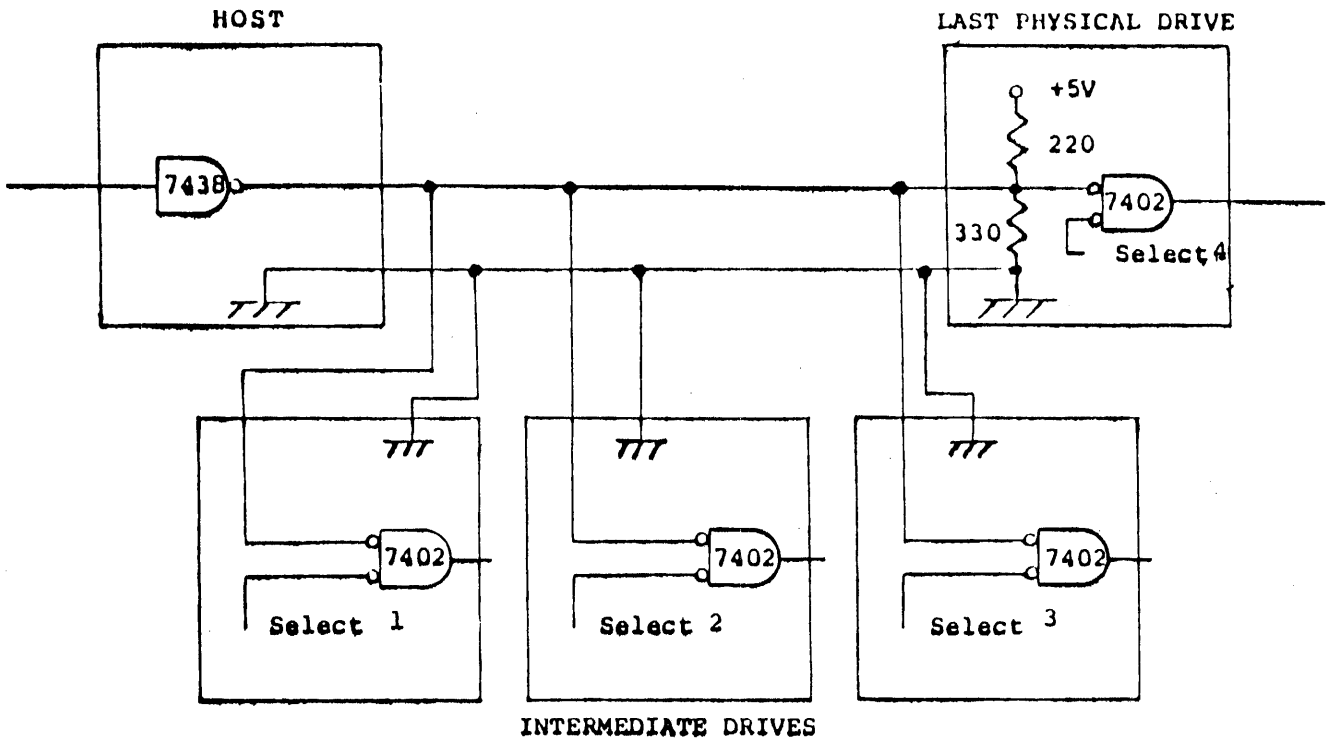 HOST
LAST PHYSICAL DRIVE
+5V
220
7438
7402
330
Select 4
7402
7402
7402
Select 1
Select 2
Select 3
INTERMEDIATE DRIVES